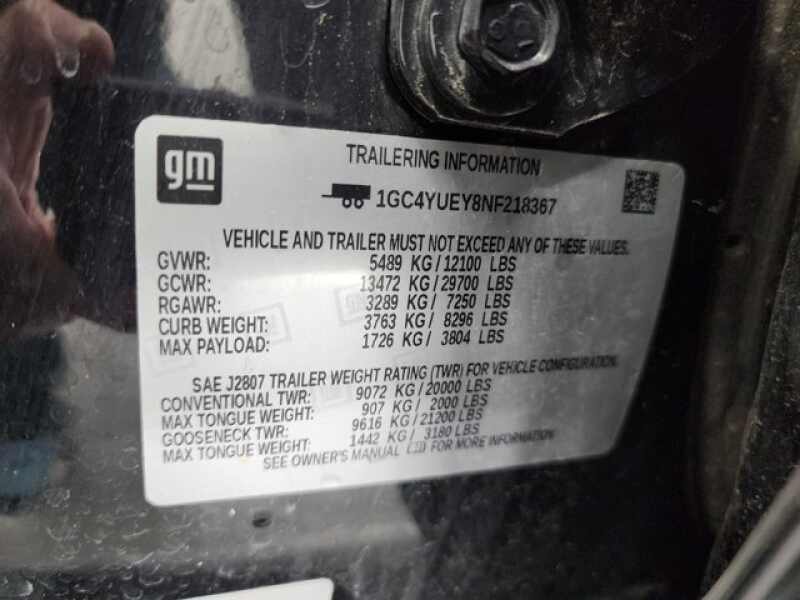 gm
TRAILERING INFORMATION
1GC4YUEY8NF218367
VEHICLE AND TRAILER MUST NOT EXCEED ANY OF THESE VALUES.
GVWR: 5489 KG/12100 LBS
GCWR: 13472 KG/29700 LBS
RGAWR: 3289 KG/ 7250 LBS
CURB WEIGHT: 3763 KG/ 8296 LBS
MAX PAYLOAD: 1726 KG/ 3804 LBS
SAE J2807 TRAILER WEIGHT RATING (TWR) FOR VEHICLE CONFIGURATION.
CONVENTIONAL TWR: 9072 KG/20000 LBS
MAX TONGUE WEIGHT: 907 KG/ 2000 LBS
GOOSENECK TWR: 9616 KG/21200 LBS
MAX TONGUE WEIGHT: 1442 KG/ 3180 LBS
SEE OWNER'S MANUAL FOR MORE INFORMATION